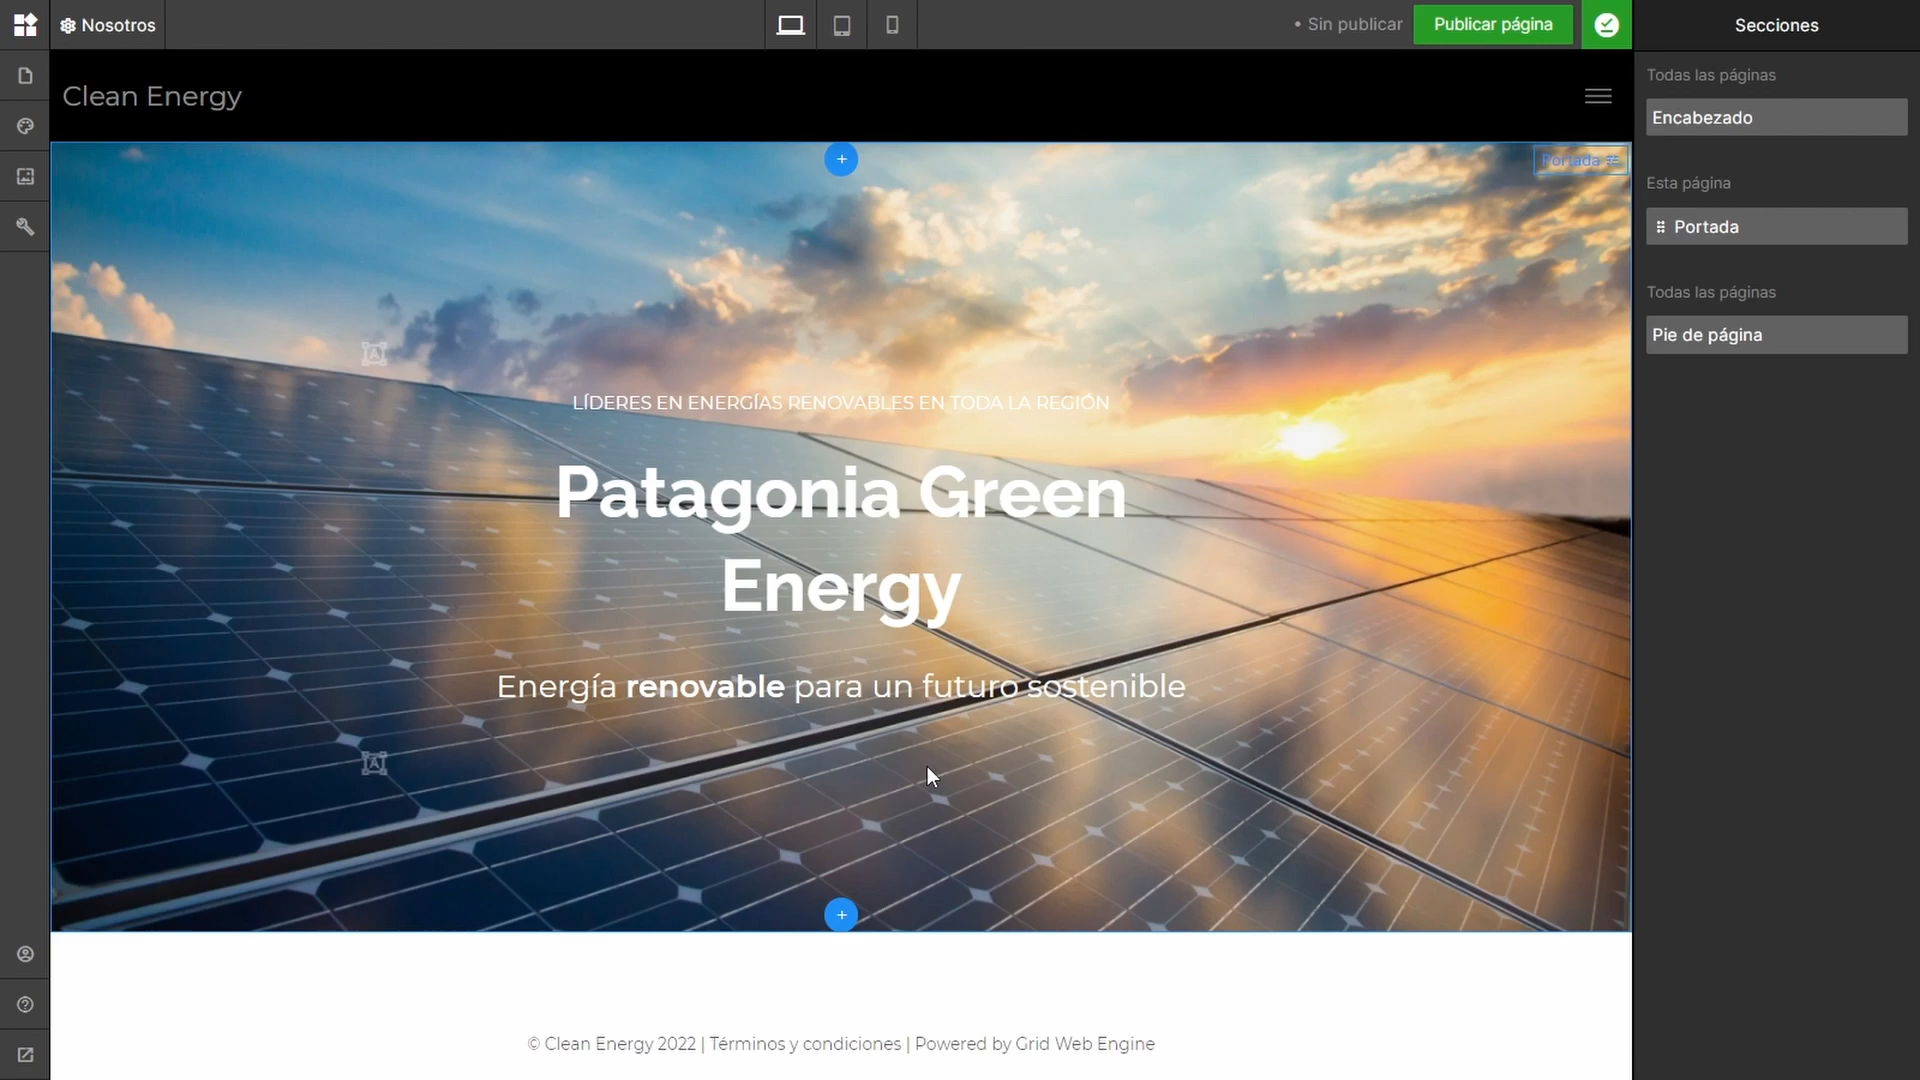 Nosotros
• Sin publicar
Publicar página
Secciones
Clean Energy
Portada
LÍDERES EN ENERGÍAS RENOVABLES EN TODA LA REGIÓN
Patagonia Green
Energy
Energía renovable para un futuro sostenible
© Clean Energy 2022 | Términos y condiciones | Powered by Grid Web Engine
Todas las páginas
Encabezado
Esta página
Portada
Todas las páginas
Pie de página